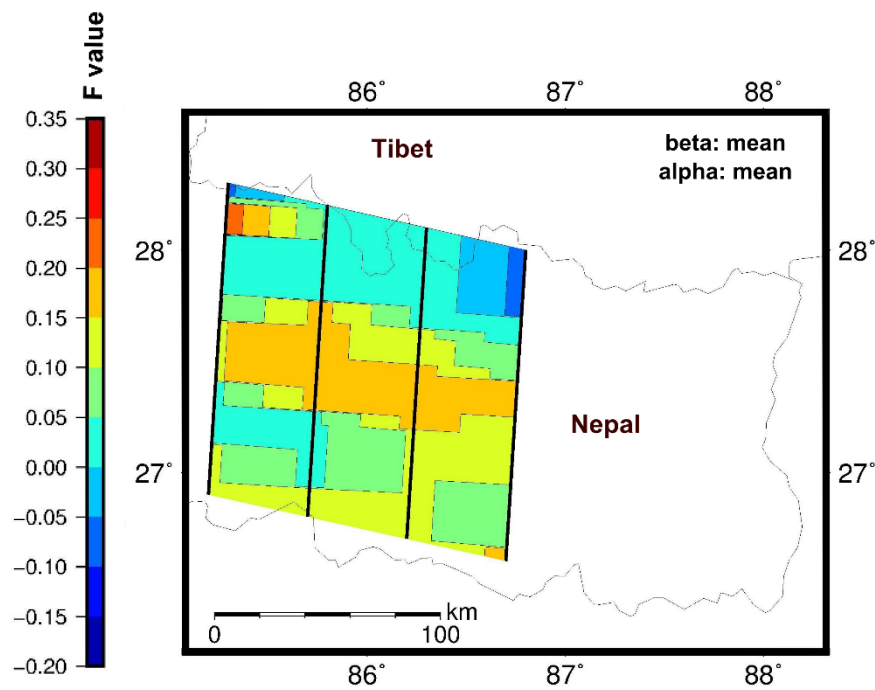 F value
0.35
0.30
0.25
0.20
0.15
0.10
0.05
0.00
−0.05
−0.10
−0.15
−0.20
86° 87° 88°
Tibet
beta: mean
alpha: mean
28° 28°
Nepal
27° 27°
km
0 100
86° 87° 88°